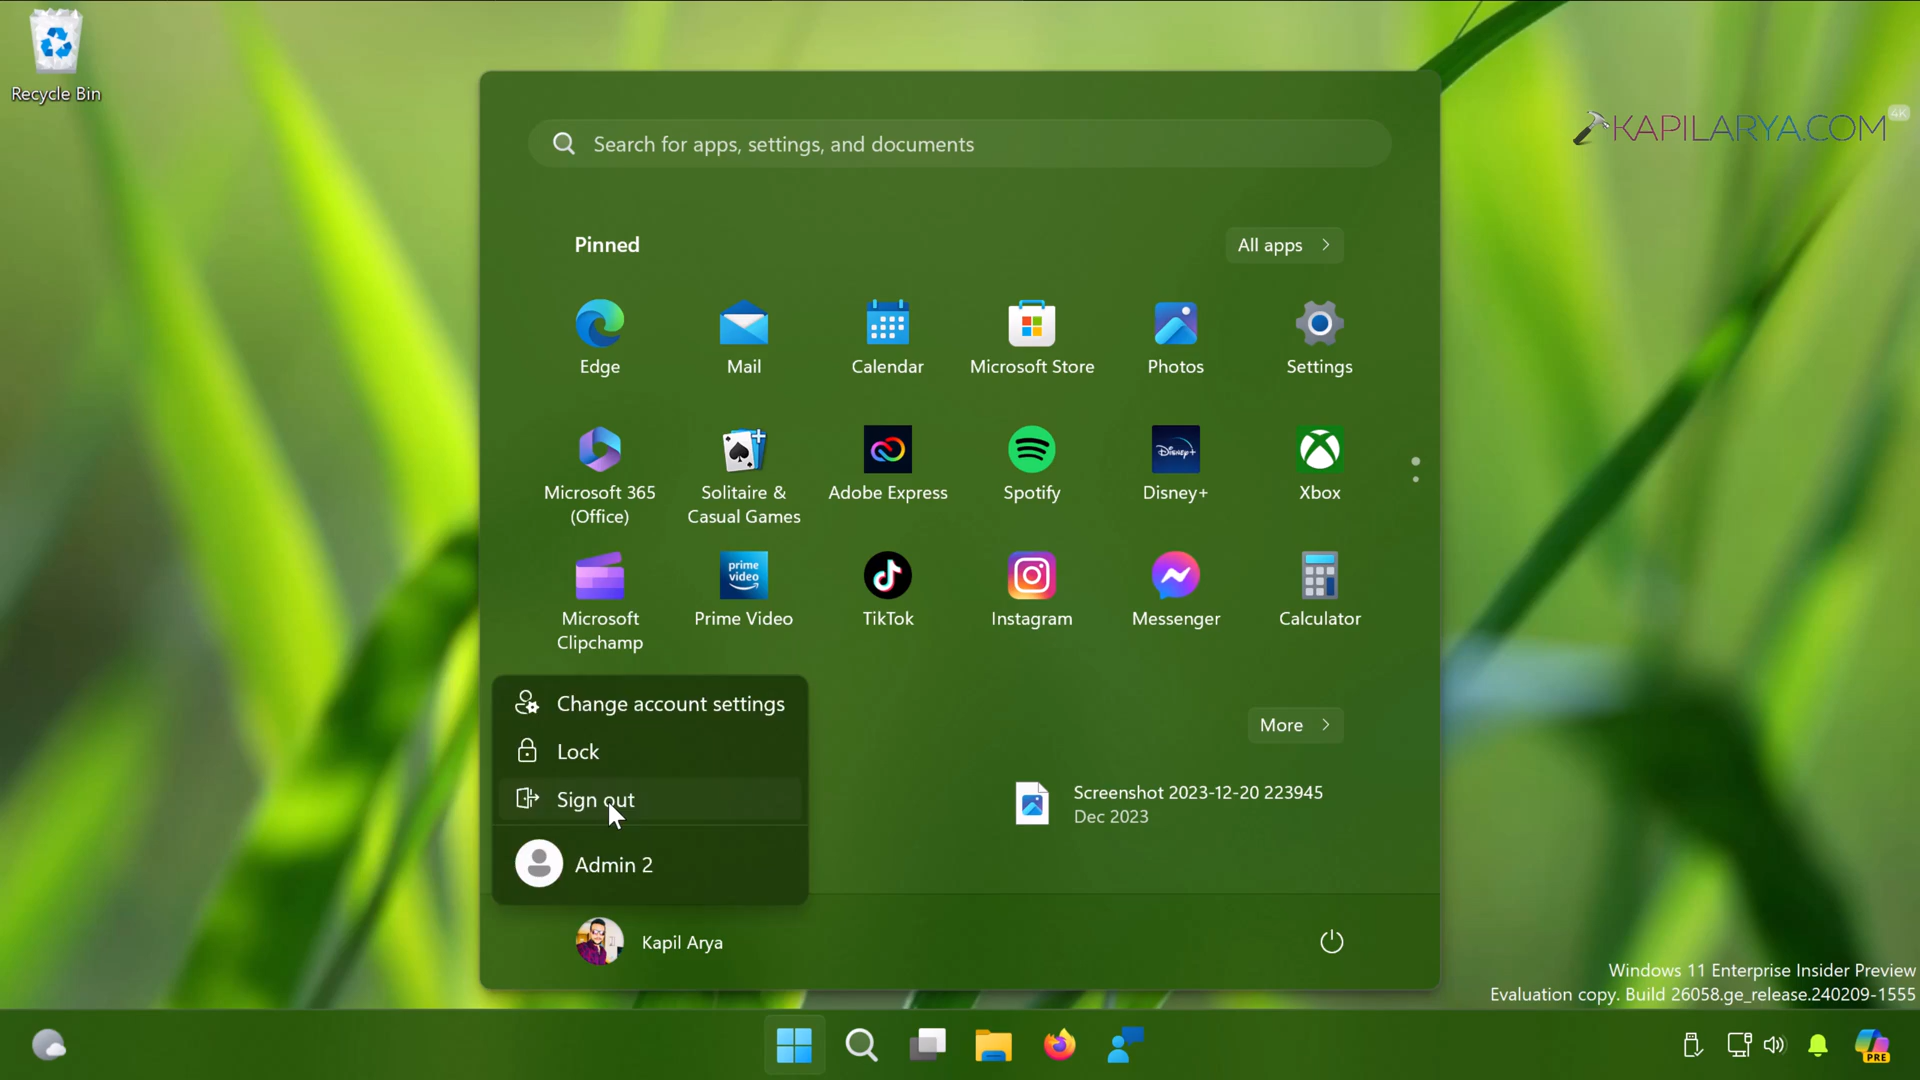 Recycle Bin
KAPILARYA.COM
4K
Search for apps, settings, and documents
Pinned
All apps
Edge
Mail
Calendar
Microsoft Store
Photos
Settings
Disney+
Microsoft 365
(Office)
Solitaire &
Casual Games
Adobe Express
Spotify
Disney+
Xbox
prime
video
Microsoft
Clipchamp
Prime Video
TikTok
Instagram
Messenger
Calculator
Change account settings
Lock
Sign out
Admin 2
More
Screenshot 2023-12-20 223945
Dec 2023
Kapil Arya
Windows 11 Enterprise Insider Preview
Evaluation copy. Build 26058.ge_release.240209-1555
PRE